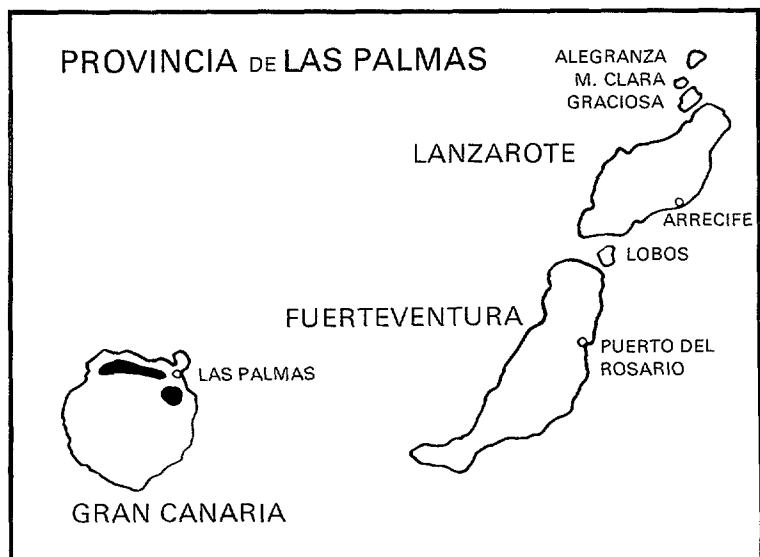 PROVINCIA DE LAS PALMAS
ALEGRANZA
M. CLARA
GRACIOSA
LANZAROTE
ARRECIFE
LOBOS
FUERTEVENTURA
PUERTO DEL
ROSARIO
LAS PALMAS
GRAN CANARIA